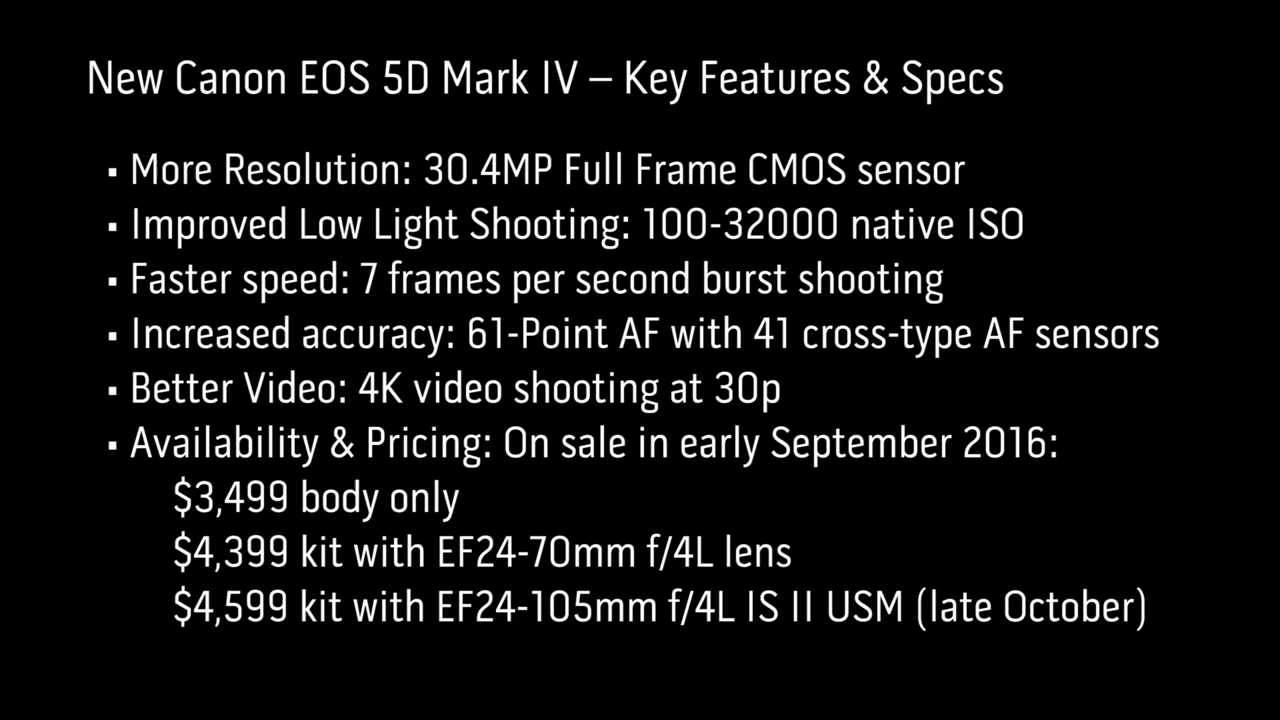 New Canon EOS 5D Mark IV – Key Features & Specs
▪ More Resolution: 30.4MP Full Frame CMOS sensor
▪ Improved Low Light Shooting: 100-32000 native ISO
▪ Faster speed: 7 frames per second burst shooting
▪ Increased accuracy: 61-Point AF with 41 cross-type AF sensors
▪ Better Video: 4K video shooting at 30p
▪ Availability & Pricing: On sale in early September 2016:
$3,499 body only
$4,399 kit with EF24-70mm f/4L lens
$4,599 kit with EF24-105mm f/4L IS II USM (late October)